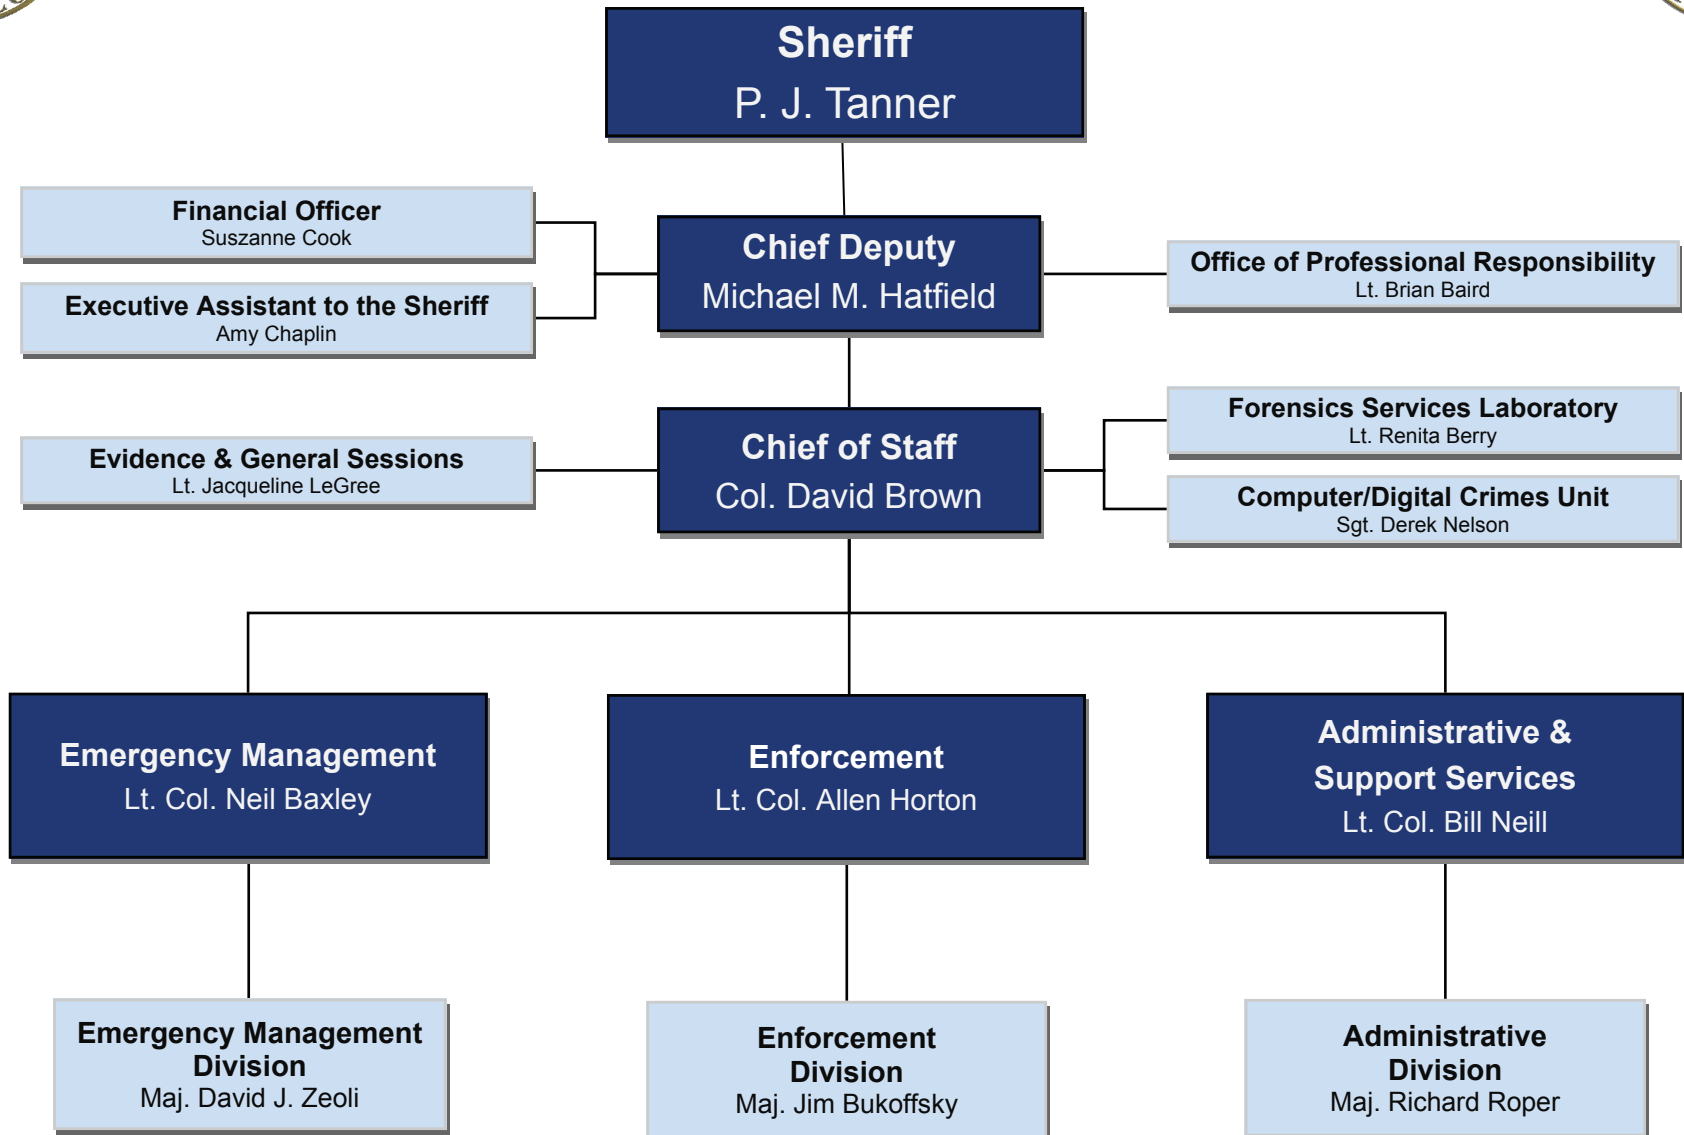 Sheriff
P. J. Tanner
Financial Officer
Suszanne Cook
Executive Assistant to the Sheriff
Amy Chaplin
Chief Deputy
Michael M. Hatfield
Office of Professional Responsibility
Lt. Brian Baird
Evidence & General Sessions
Lt. Jacqueline LeGree
Chief of Staff
Col. David Brown
Forensics Services Laboratory
Lt. Renita Berry
Computer/Digital Crimes Unit
Sgt. Derek Nelson
Emergency Management
Lt. Col. Neil Baxley
Enforcement
Lt. Col. Allen Horton
Administrative &
Support Services
Lt. Col. Bill Neill
Emergency Management
Division
Maj. David J. Zeoli
Enforcement
Division
Maj. Jim Bukoffsky
Administrative
Division
Maj. Richard Roper